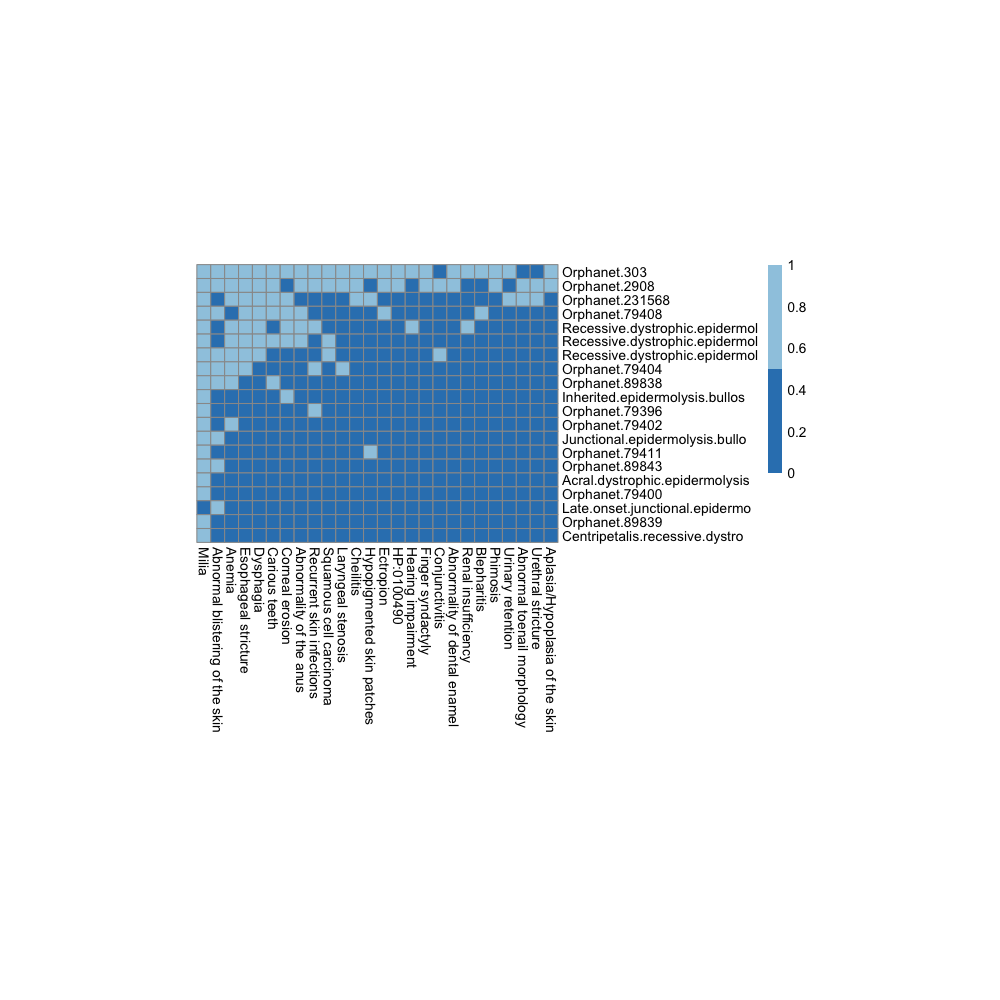 Orphanet.303
Orphanet.2908
Orphanet.231568
Orphanet.79408
Recessive.dystrophic.epidermol
Recessive.dystrophic.epidermol
Recessive.dystrophic.epidermol
Orphanet.79404
Orphanet.89838
Inherited.epidermolysis.bullos
Orphanet.79396
Orphanet.79402
Junctional.epidermolysis.bullo
Orphanet.79411
Orphanet.89843
Acral.dystrophic.epidermolysis
Orphanet.79400
Late.onset.junctional.epidermo
Orphanet.89839
Centripetalis.recessive.dystro
1
0.8
0.6
0.4
0.2
0
Milia
Abnormal blistering of the skin
Anemia
Esophageal stricture
Dysphagia
Carious teeth
Corneal erosion
Abnormality of the anus
Recurrent skin infections
Squamous cell carcinoma
Laryngeal stenosis
Cheilitis
Hypopigmented skin patches
Ectropion
HP:0100490
Hearing impairment
Finger syndactyly
Conjunctivitis
Abnormality of dental enamel
Renal insufficiency
Blepharitis
Phimosis
Urinary retention
Abnormal toenail morphology
Urethral stricture
Aplasia/Hypoplasia of the skin